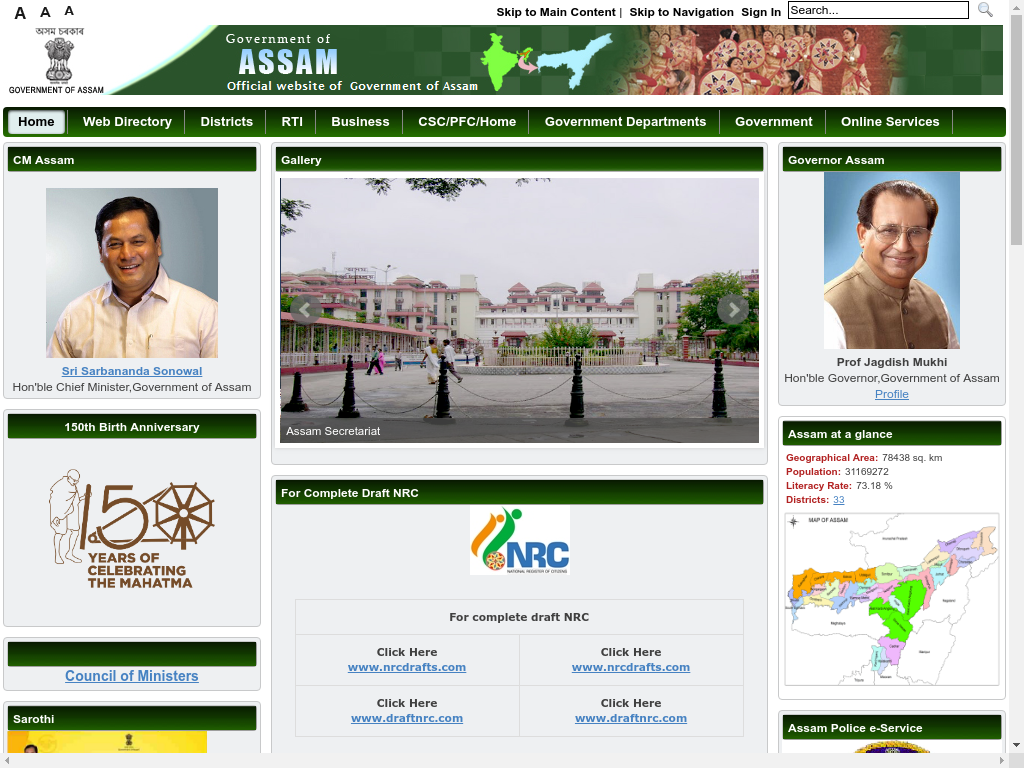 A A A
Skip to Main Content | Skip to Navigation Sign In Search...
অসম চৰকাৰ
GOVERNMENT OF ASSAM
Government of
ASSAM
Official website of Government of Assam
Home Web Directory Districts RTI Business CSC/PFC/Home Government Departments Government Online Services
CM Assam
Sri Sarbananda Sonowal
Hon'ble Chief Minister,Government of Assam
150th Birth Anniversary
150
YEARS OF
CELEBRATING
THE MAHATMA
Council of Ministers
Sarothi
Gallery
Assam Secretariat
For Complete Draft NRC
NRC
NATIONAL REGISTER OF CITIZENS
For complete draft NRC
Click Here Click Here
www.nrcdrafts.com www.nrcdrafts.com
Click Here Click Here
www.draftnrc.com www.draftnrc.com
Governor Assam
Prof Jagdish Mukhi
Hon'ble Governor,Government of Assam
Profile
Assam at a glance
Geographical Area: 78438 sq. km
Population: 31169272
Literacy Rate: 73.18 %
Districts: 33
MAP OF ASSAM
Assam Police e-Service